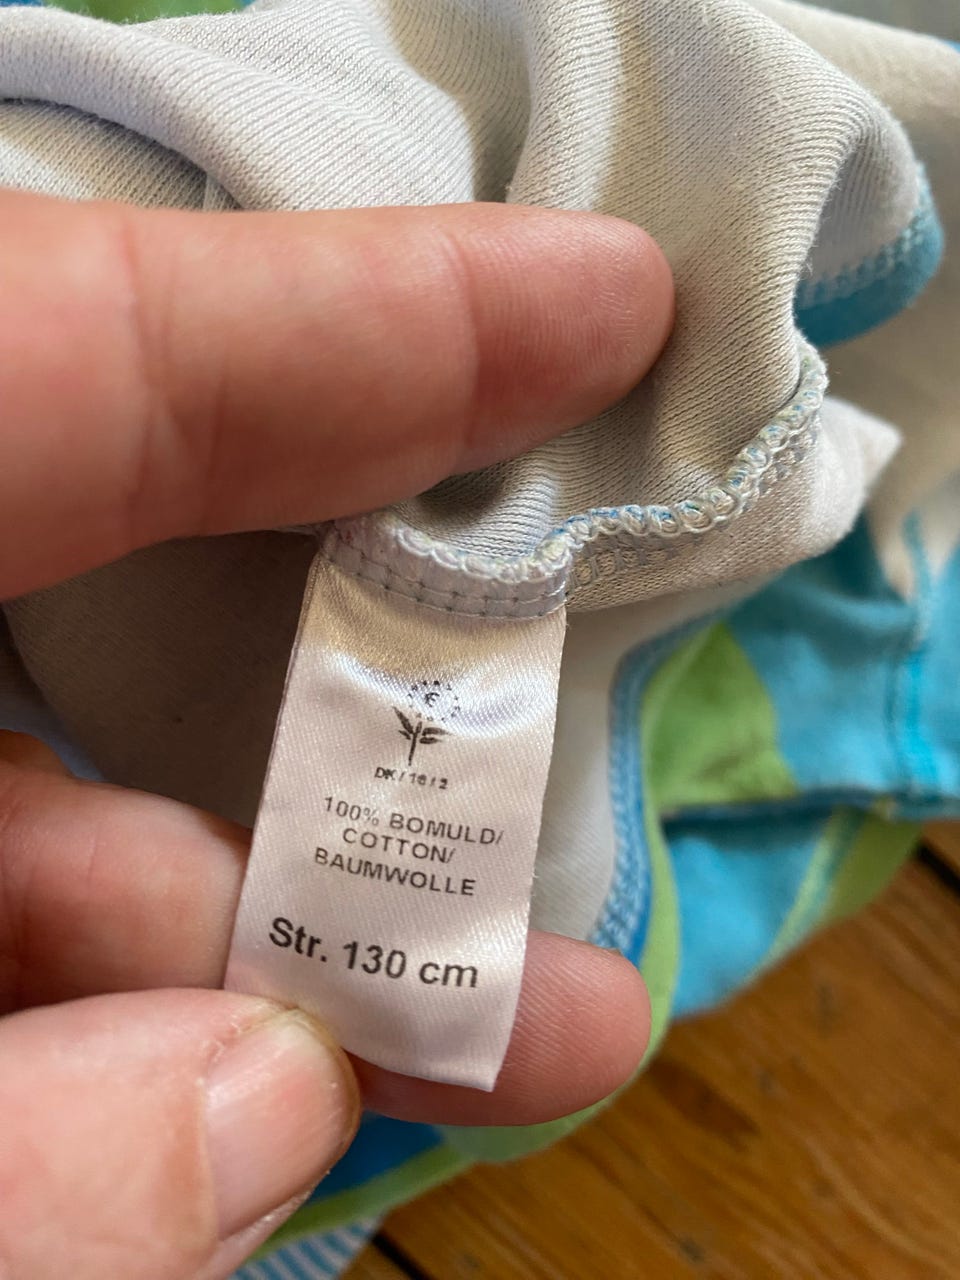 €
DK/16/2
100% BOMULD/
COTTON/
BAUMWOLLE
Str. 130 cm